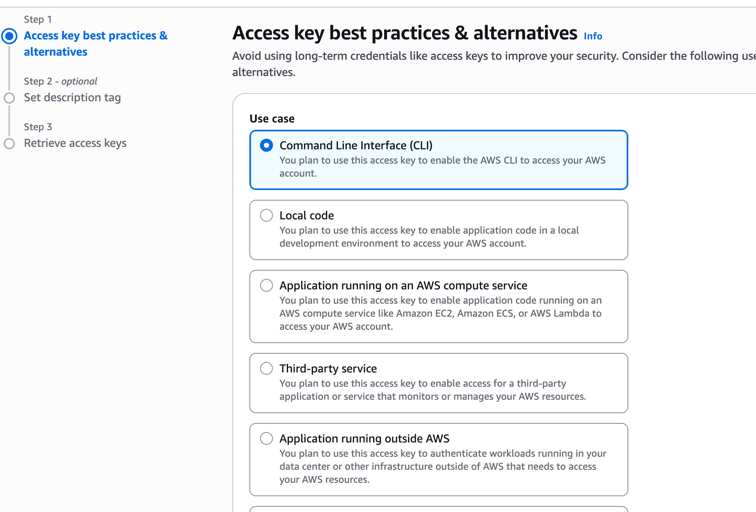 Step 1
Access key best practices &
alternatives
Step 2 - optional
Set description tag
Step 3
Retrieve access keys
Access key best practices & alternatives Info
Avoid using long-term credentials like access keys to improve your security. Consider the following
alternatives.
Use case
Command Line Interface (CLI)
You plan to use this access key to enable the AWS CLI to access your AWS
account.
Local code
You plan to use this access key to enable application code in a local
development environment to access your AWS account.
Application running on an AWS compute service
You plan to use this access key to enable application code running on an
AWS compute service like Amazon EC2, Amazon ECS, or AWS Lambda to
access your AWS account.
Third-party service
You plan to use this access key to enable access for a third-party
application or service that monitors or manages your AWS resources.
Application running outside AWS
You plan to use this access key to authenticate workloads running in your
data center or other infrastructure outside of AWS that needs to access
your AWS resources.